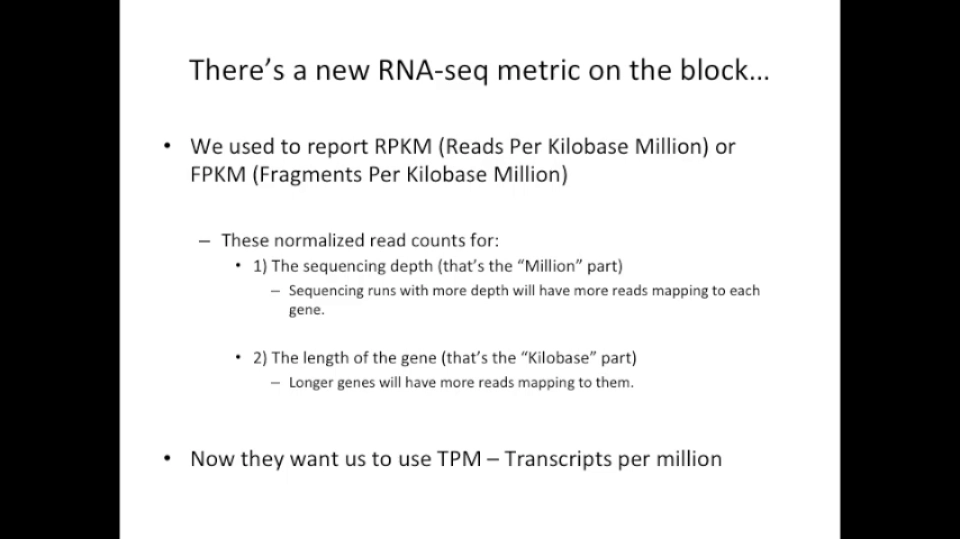 There’s a new RNA-seq metric on the block…
• We used to report RPKM (Reads Per Kilobase Million) or
FPKM (Fragments Per Kilobase Million)
– These normalized read counts for:
• 1) The sequencing depth (that’s the “Million” part)
– Sequencing runs with more depth will have more reads mapping to each
gene.
• 2) The length of the gene (that’s the “Kilobase” part)
– Longer genes will have more reads mapping to them.
• Now they want us to use TPM – Transcripts per million